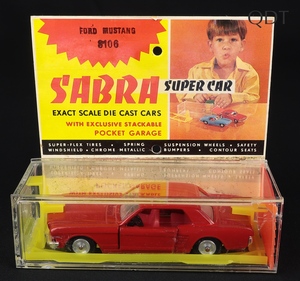 QDT
FORD MUSTANG
8106
SABRA SUPER CAR
EXACT SCALE DIE CAST CARS
WITH EXCLUSIVE STACKABLE
POCKET GARAGE
SUPER-FLEX TIRES • SPRING SUSPENSION WHEELS • SAFETY
WINDSHIELD • CHROME METALLIC BUMPERS • CONTOUR SEATS